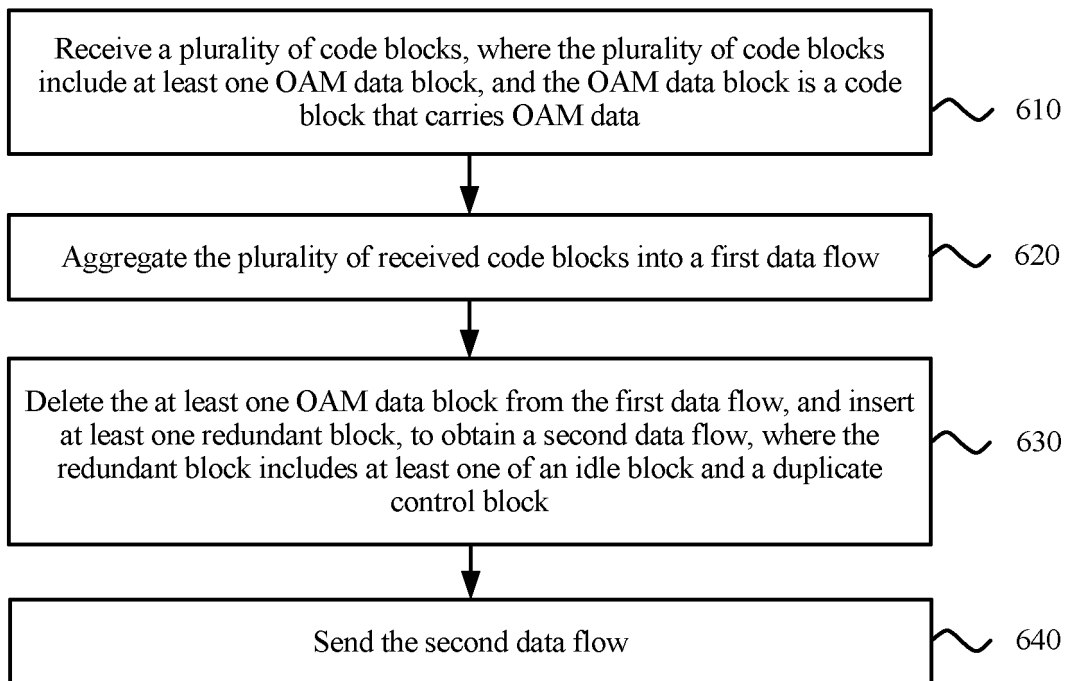 Receive a plurality of code blocks, where the plurality of code blocks
include at least one OAM data block, and the OAM data block is a code
block that carries OAM data
610
Aggregate the plurality of received code blocks into a first data flow
620
Delete the at least one OAM data block from the first data flow, and insert
at least one redundant block, to obtain a second data flow, where the
redundant block includes at least one of an idle block and a duplicate
control block
630
Send the second data flow
640